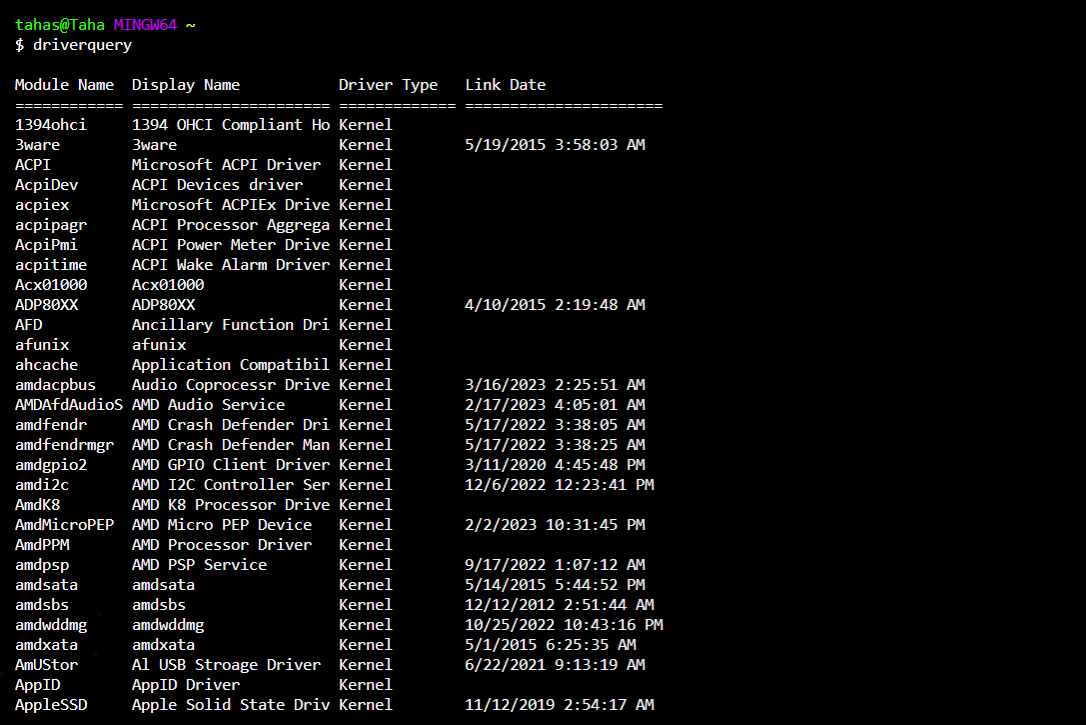 tahas@Taha MINGW64 ~
$ driverquery
Module Name  Display Name           Driver Type   Link Date
============ ====================== ============= ======================
1394ohci     1394 OHCI Compliant Ho Kernel
3ware        3ware                  Kernel        5/19/2015 3:58:03 AM
ACPI         Microsoft ACPI Driver  Kernel
AcpiDev      ACPI Devices driver    Kernel
acpiex       Microsoft ACPIEx Drive Kernel
acpipagr     ACPI Processor Aggrega Kernel
AcpiPmi      ACPI Power Meter Drive Kernel
acpitime     ACPI Wake Alarm Driver Kernel
Acx01000     Acx01000               Kernel
ADP80XX      ADP80XX                Kernel        4/10/2015 2:19:48 AM
AFD          Ancillary Function Dri Kernel
afunix       afunix                 Kernel
ahcache      Application Compatibil Kernel
amdacpbus    Audio Coprocessr Drive Kernel        3/16/2023 2:25:51 AM
AMDAfdAudioS AMD Audio Service      Kernel        2/17/2023 4:05:01 AM
amdfendr     AMD Crash Defender Dri Kernel        5/17/2022 3:38:05 AM
amdfendrmgr  AMD Crash Defender Man Kernel        5/17/2022 3:38:25 AM
amdgpio2     AMD GPIO Client Driver Kernel        3/11/2020 4:45:48 PM
amdi2c       AMD I2C Controller Ser Kernel        12/6/2022 12:23:41 PM
AmdK8        AMD K8 Processor Drive Kernel
AmdMicroPEP  AMD Micro PEP Device   Kernel        2/2/2023 10:31:45 PM
AmdPPM       AMD Processor Driver   Kernel
amdpsp       AMD PSP Service        Kernel        9/17/2022 1:07:12 AM
amdsata      amdsata                Kernel        5/14/2015 5:44:52 PM
amdsbs       amdsbs                 Kernel        12/12/2012 2:51:44 AM
amdwddmg     amdwddmg               Kernel        10/25/2022 10:43:16 PM
amdxata      amdxata                Kernel        5/1/2015 6:25:35 AM
AmUStor      Al USB Stroage Driver  Kernel        6/22/2021 9:13:19 AM
AppID        AppID Driver           Kernel
AppleSSD     Apple Solid State Driv Kernel        11/12/2019 2:54:17 AM